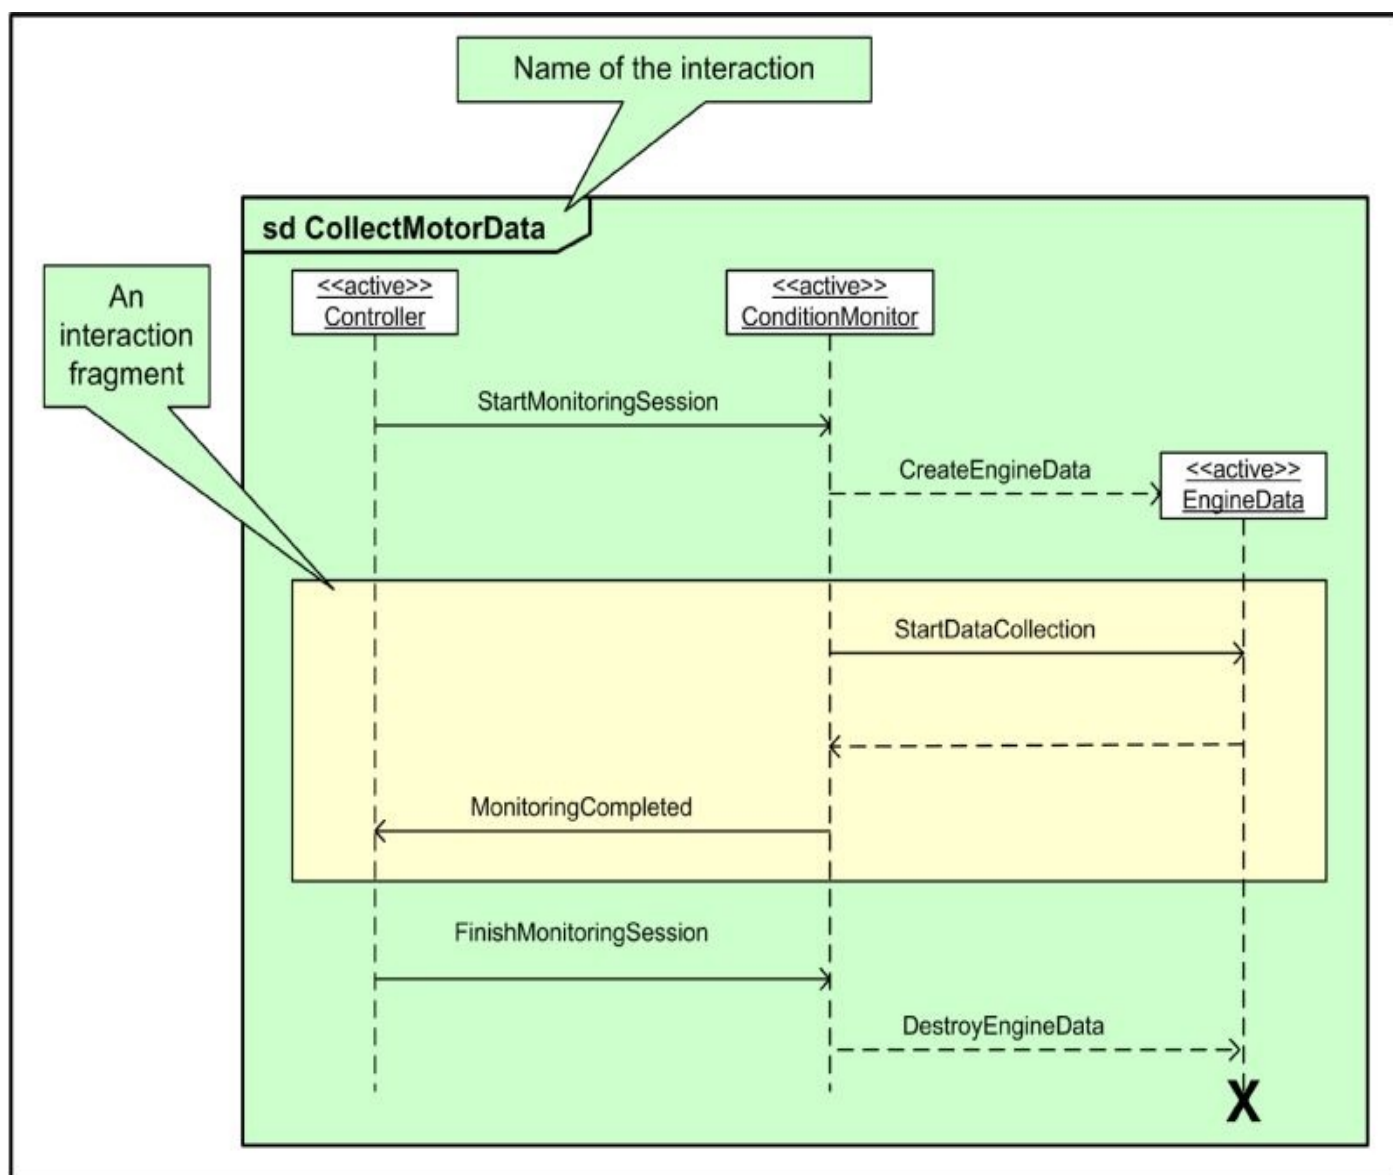 Name of the interaction
sd CollectMotorData
An
interaction
fragment
<<active>>
Controller
<<active>>
ConditionMonitor
StartMonitoringSession
CreateEngineData
<<active>>
EngineData
StartDataCollection
MonitoringCompleted
FinishMonitoringSession
DestroyEngineData
X